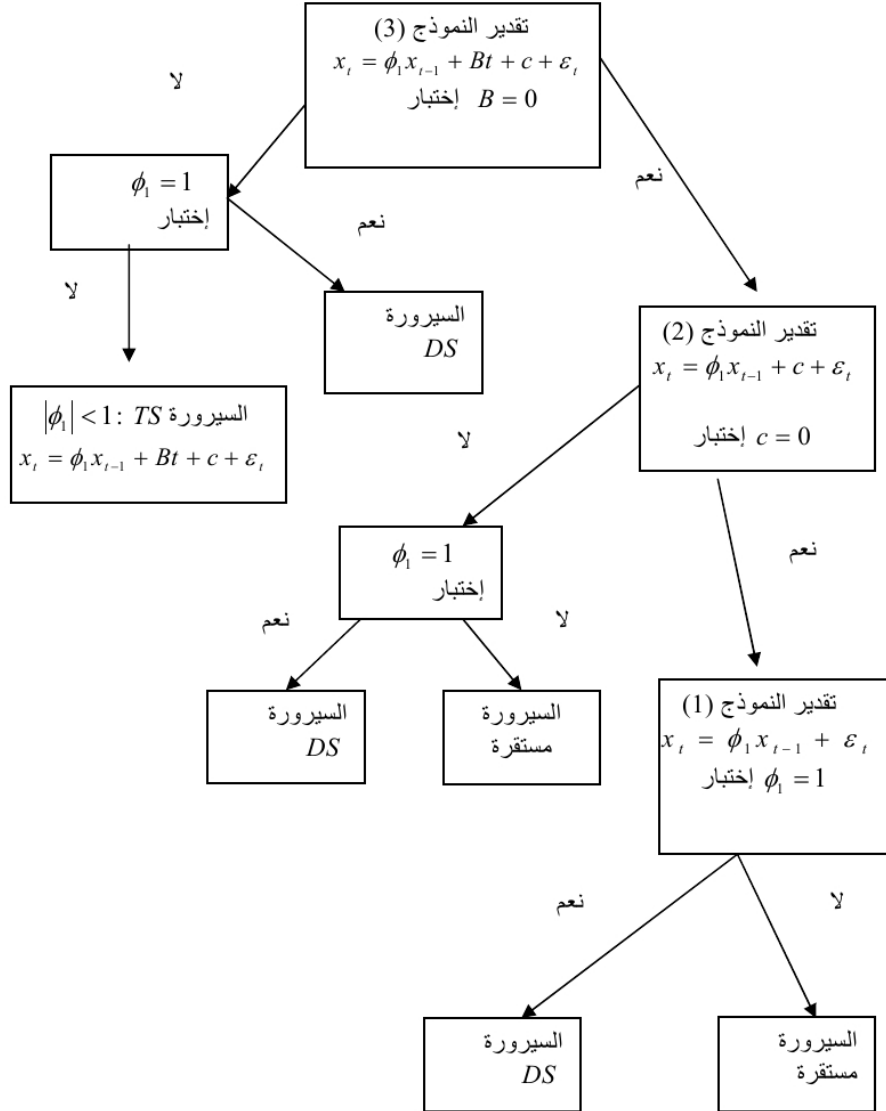 تقدير النموذج (3)
x_t = φ_1 x_{t-1} + Bt + c + ε_t
إختبار B = 0
لا
نعم
φ_1 = 1
إختبار
نعم
لا
السيرورة
DS
تقدير النموذج (2)
x_t = φ_1 x_{t-1} + c + ε_t
إختبار c = 0
السيرورة TS : |φ_1| < 1
x_t = φ_1 x_{t-1} + Bt + c + ε_t
لا
نعم
φ_1 = 1
إختبار
لا
نعم
السيرورة
مستقرة
السيرورة
DS
تقدير النموذج (1)
x_t = φ_1 x_{t-1} + ε_t
إختبار φ_1 = 1
لا
نعم
السيرورة
مستقرة
السيرورة
DS